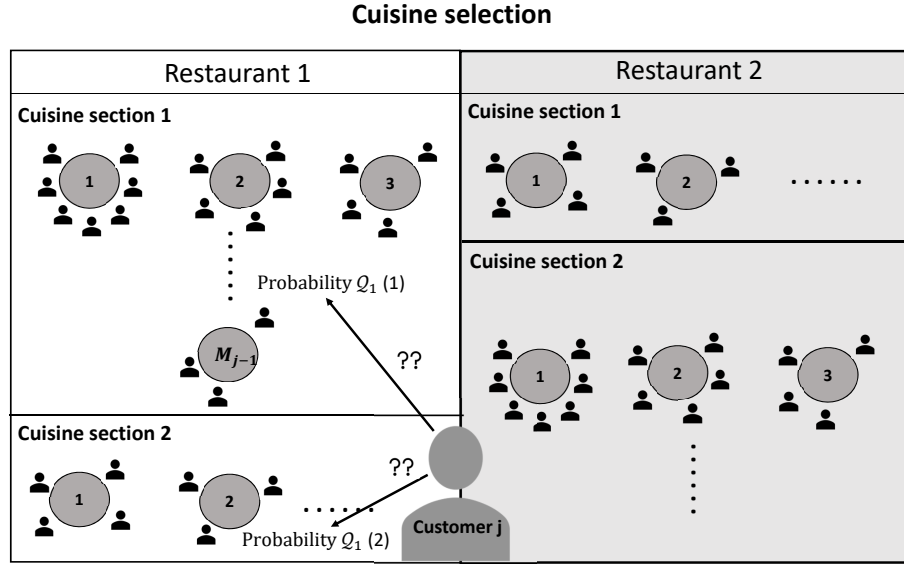 Cuisine selection
Restaurant 1
Restaurant 2
Cuisine section 1
1
2
3
M_{j−1}
Probability 𝒬₁ (1)
??
Cuisine section 2
1
2
??
Probability 𝒬₁ (2)
Customer j
Cuisine section 1
1
2
Cuisine section 2
1
2
3